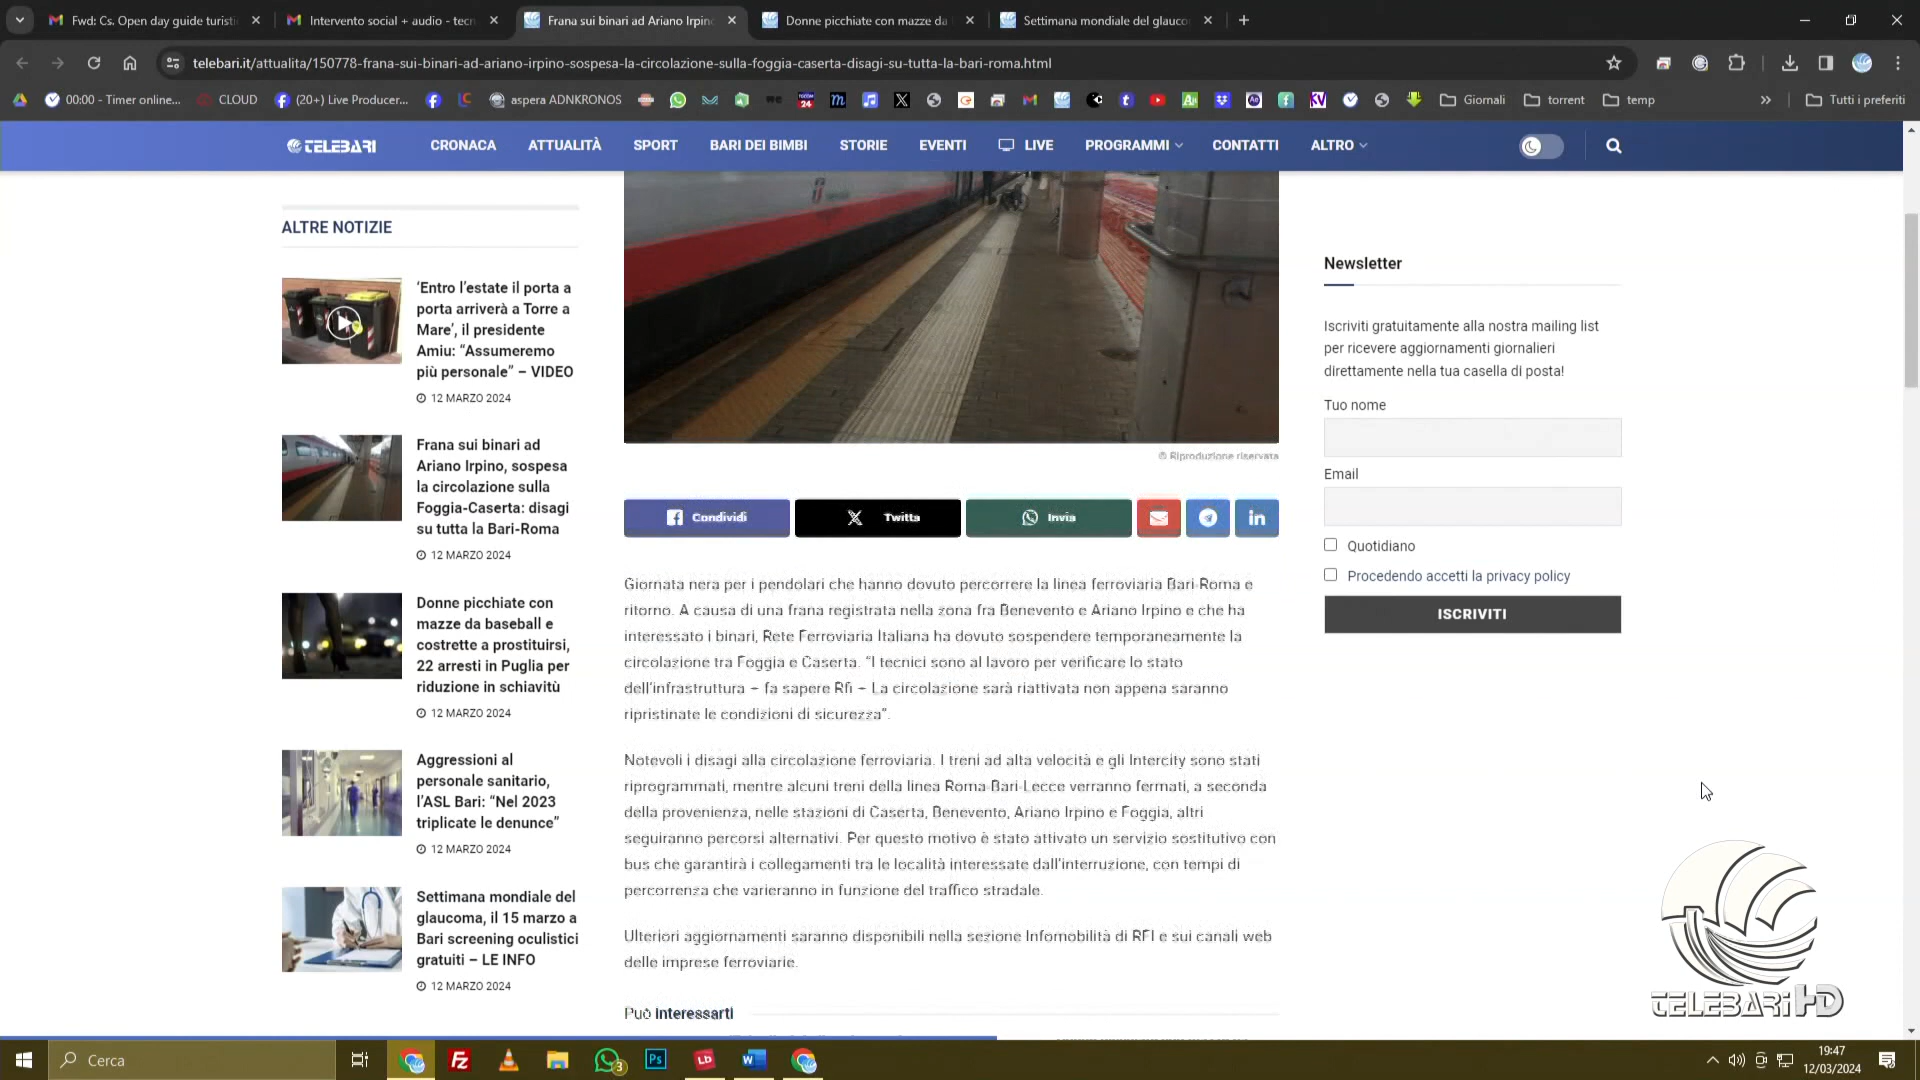 Fwd: Cs. Open day guide turisti
Intervento social + audio - tecn
Frana sui binari ad Ariano Irpino
Donne picchiate con mazze da
Settimana mondiale del glauco
telebari.it/attualita/150778-frana-sui-binari-ad-ariano-irpino-sospesa-la-circolazione-sulla-foggia-caserta-disagi-su-tutta-la-bari-roma.html
00:00 - Timer online...
CLOUD
(20+) Live Producer...
aspera ADNKRONOS
Giornali
torrent
temp
Tutti i preferiti
TELEBARI
CRONACA
ATTUALITÀ
SPORT
BARI DEI BIMBI
STORIE
EVENTI
LIVE
PROGRAMMI
CONTATTI
ALTRO
ALTRE NOTIZIE
‘Entro l’estate il porta a
porta arriverà a Torre a
Mare’, il presidente
Amiu: “Assumeremo
più personale” – VIDEO
12 MARZO 2024
Frana sui binari ad
Ariano Irpino, sospesa
la circolazione sulla
Foggia-Caserta: disagi
su tutta la Bari-Roma
12 MARZO 2024
Donne picchiate con
mazze da baseball e
costrette a prostituirsi,
22 arresti in Puglia per
riduzione in schiavitù
12 MARZO 2024
Aggressioni al
personale sanitario,
l’ASL Bari: “Nel 2023
triplicate le denunce”
12 MARZO 2024
Settimana mondiale del
glaucoma, il 15 marzo a
Bari screening oculistici
gratuiti – LE INFO
12 MARZO 2024
© Riproduzione riservata
Condividi
Twitta
Invia
Giornata nera per i pendolari che hanno dovuto percorrere la linea ferroviaria Bari-Roma e
ritorno. A causa di una frana registrata nella zona fra Benevento e Ariano Irpino e che ha
interessato i binari, Rete Ferroviaria Italiana ha dovuto sospendere temporaneamente la
circolazione tra Foggia e Caserta. “I tecnici sono al lavoro per verificare lo stato
dell’infrastruttura – fa sapere Rfi – La circolazione sarà riattivata non appena saranno
ripristinate le condizioni di sicurezza”.
Notevoli i disagi alla circolazione ferroviaria. I treni ad alta velocità e gli Intercity sono stati
riprogrammati, mentre alcuni treni della linea Roma-Bari-Lecce verranno fermati, a seconda
della provenienza, nelle stazioni di Caserta, Benevento, Ariano Irpino e Foggia, altri
seguiranno percorsi alternativi. Per questo motivo è stato attivato un servizio sostitutivo con
bus che garantirà i collegamenti tra le località interessate dall’interruzione, con tempi di
percorrenza che varieranno in funzione del traffico stradale.
Ulteriori aggiornamenti saranno disponibili nella sezione Infomobilità di RFI e sui canali web
delle imprese ferroviarie.
Può interessarti
Newsletter
Iscriviti gratuitamente alla nostra mailing list
per ricevere aggiornamenti giornalieri
direttamente nella tua casella di posta!
Tuo nome
Email
Quotidiano
Procedendo accetti la privacy policy
ISCRIVITI
TELEBARI HD
Cerca
3
19:47
12/03/2024